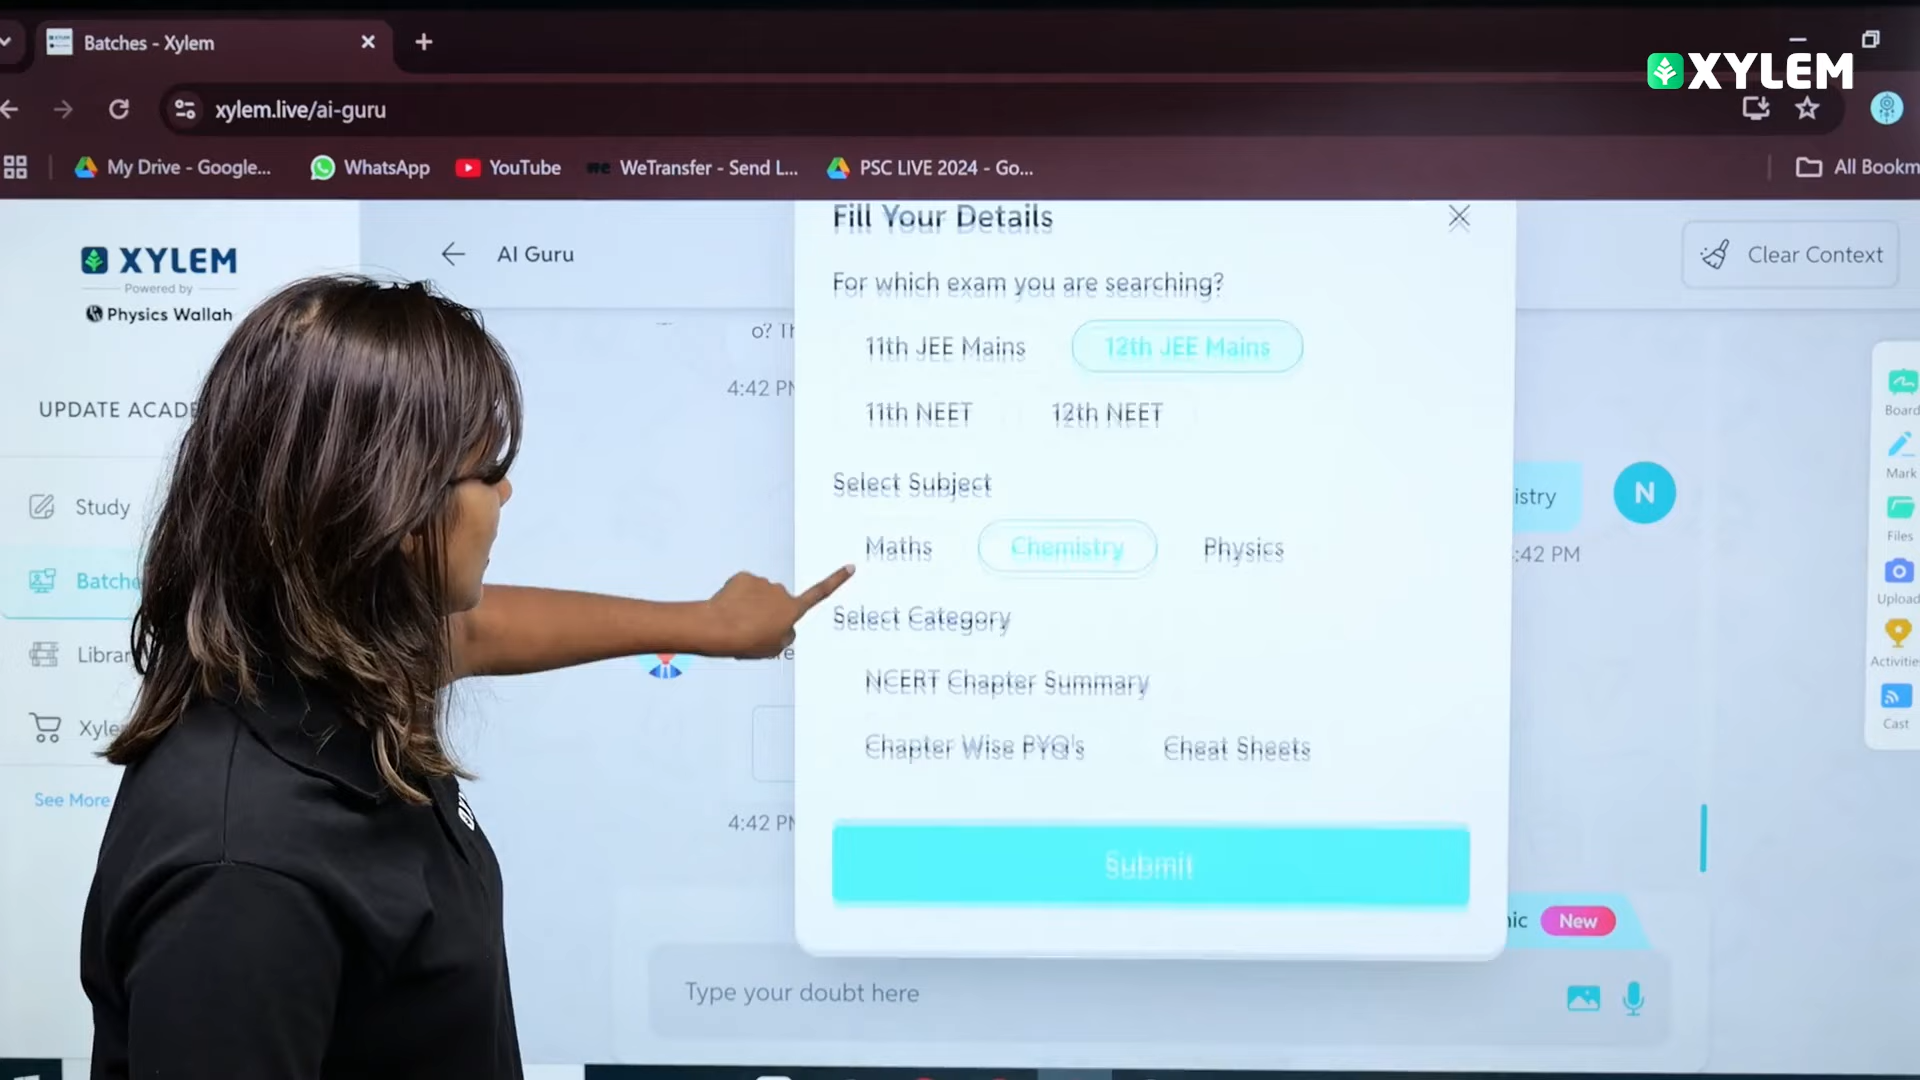 Batches - Xylem
XYLEM
xylem.live/ai-guru
My Drive - Google...
WhatsApp
YouTube
WeTransfer - Send L...
PSC LIVE 2024 - Go...
All Bookm
XYLEM
Powered by
Physics Wallah
AI Guru
Clear Context
UPDATE ACADE
Study
Batche
Librar
Xyle
See More
4:42 PM
4:42 PM
Fill Your Details
For which exam you are searching?
11th JEE Mains
12th JEE Mains
11th NEET
12th NEET
Select Subject
Maths
Chemistry
Physics
Select Category
NCERT Chapter Summary
Chapter Wise PYQ's
Cheat Sheets
Submit
istry
N
:42 PM
New
Type your doubt here
Board
Mark
Files
Upload
Activitie
Cast